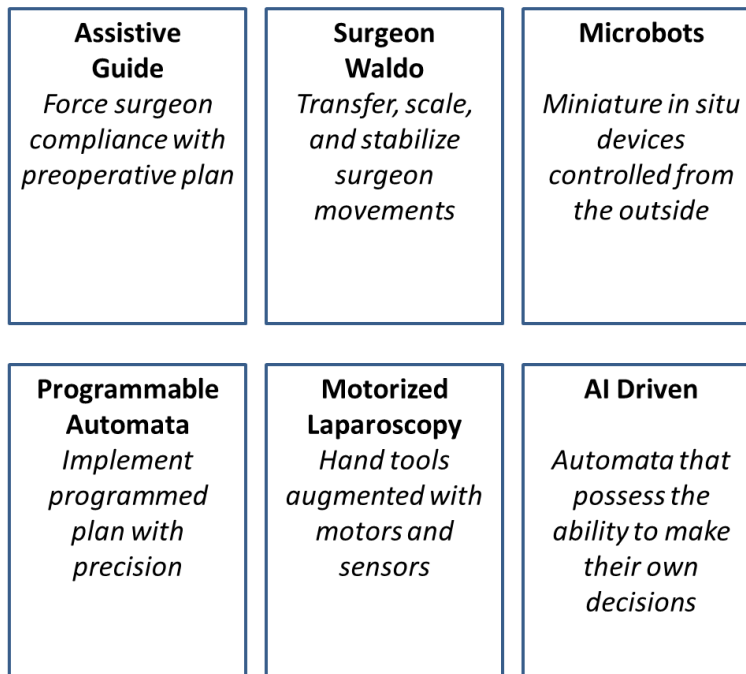 Assistive
Guide
Force surgeon
compliance with
preoperative plan
Surgeon
Waldo
Transfer, scale,
and stabilize
surgeon
movements
Microbots
Miniature in situ
devices
controlled from
the outside
Programmable
Automata
Implement
programmed
plan with
precision
Motorized
Laparoscopy
Hand tools
augmented with
motors and
sensors
AI Driven
Automata that
possess the
ability to make
their own
decisions